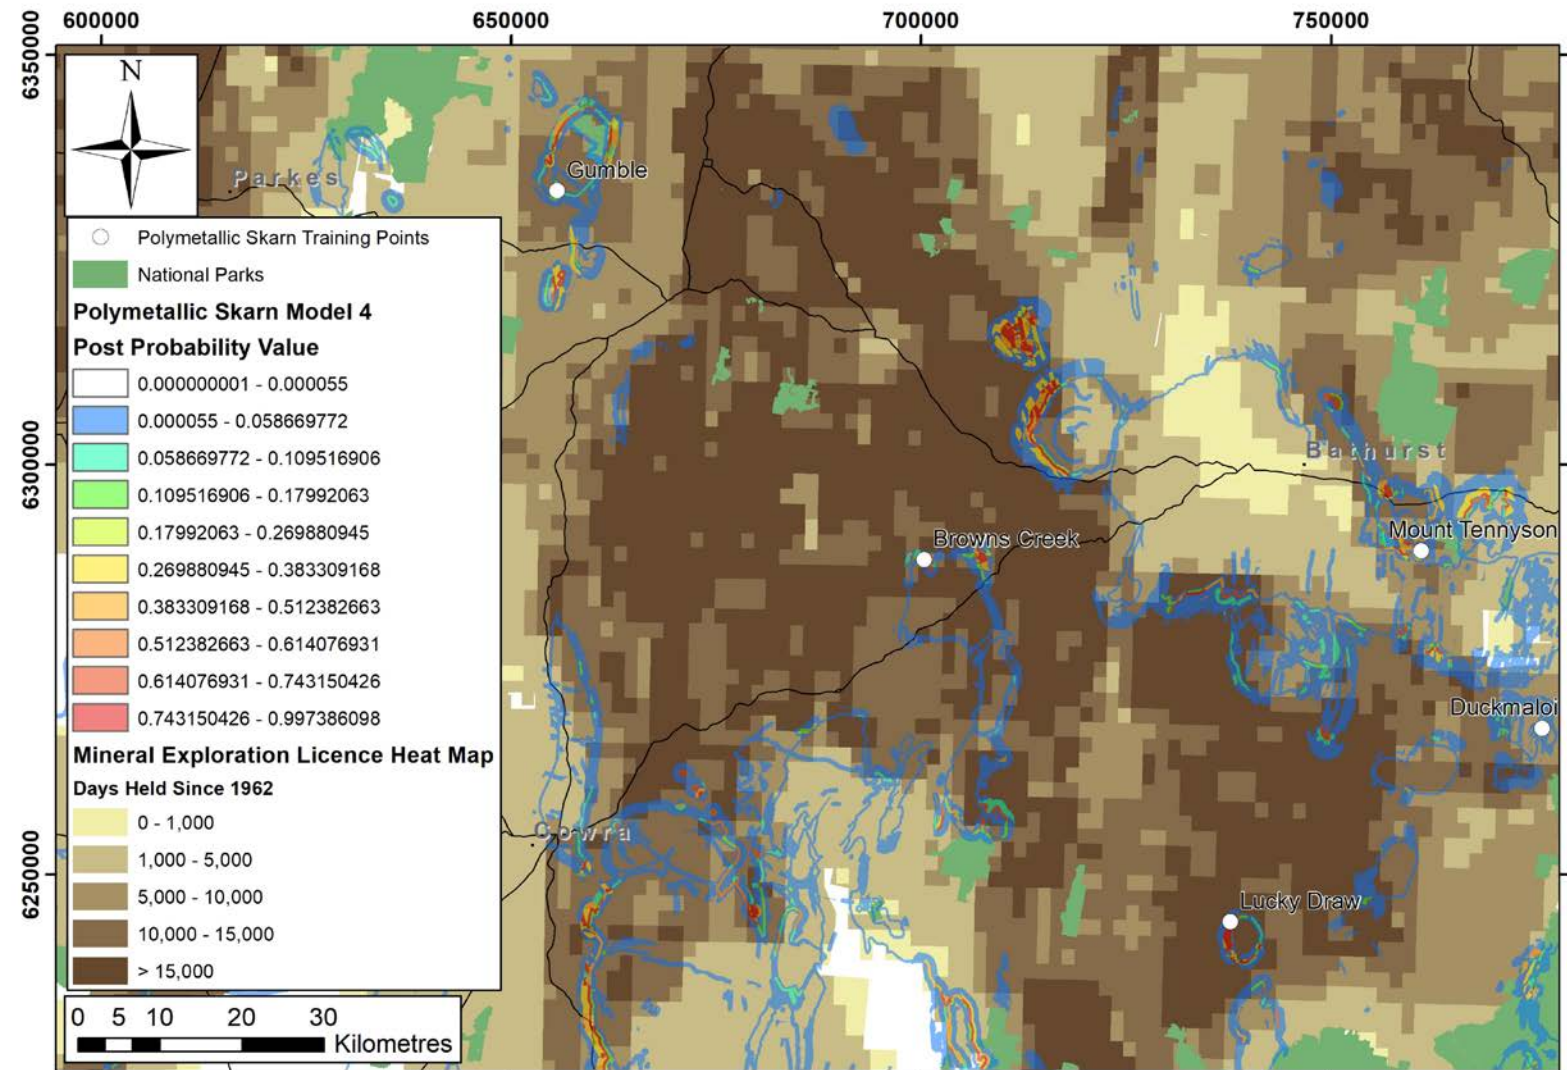 600000 650000 700000 750000
6350000
6300000
6250000
N
Parkes
Gumble
Polymetallic Skarn Training Points
National Parks
Polymetallic Skarn Model 4
Post Probability Value
0.000000001 - 0.000055
0.000055 - 0.058669772
0.058669772 - 0.109516906
0.109516906 - 0.17992063
0.17992063 - 0.269880945
0.269880945 - 0.383309168
0.383309168 - 0.512382663
0.512382663 - 0.614076931
0.614076931 - 0.743150426
0.743150426 - 0.997386098
Mineral Exploration Licence Heat Map
Days Held Since 1962
0 - 1,000
1,000 - 5,000
5,000 - 10,000
10,000 - 15,000
> 15,000
0 5 10 20 30
Kilometres
Bathurst
Mount Tennyson
Browns Creek
Duckmaloi
Cowra
Lucky Draw